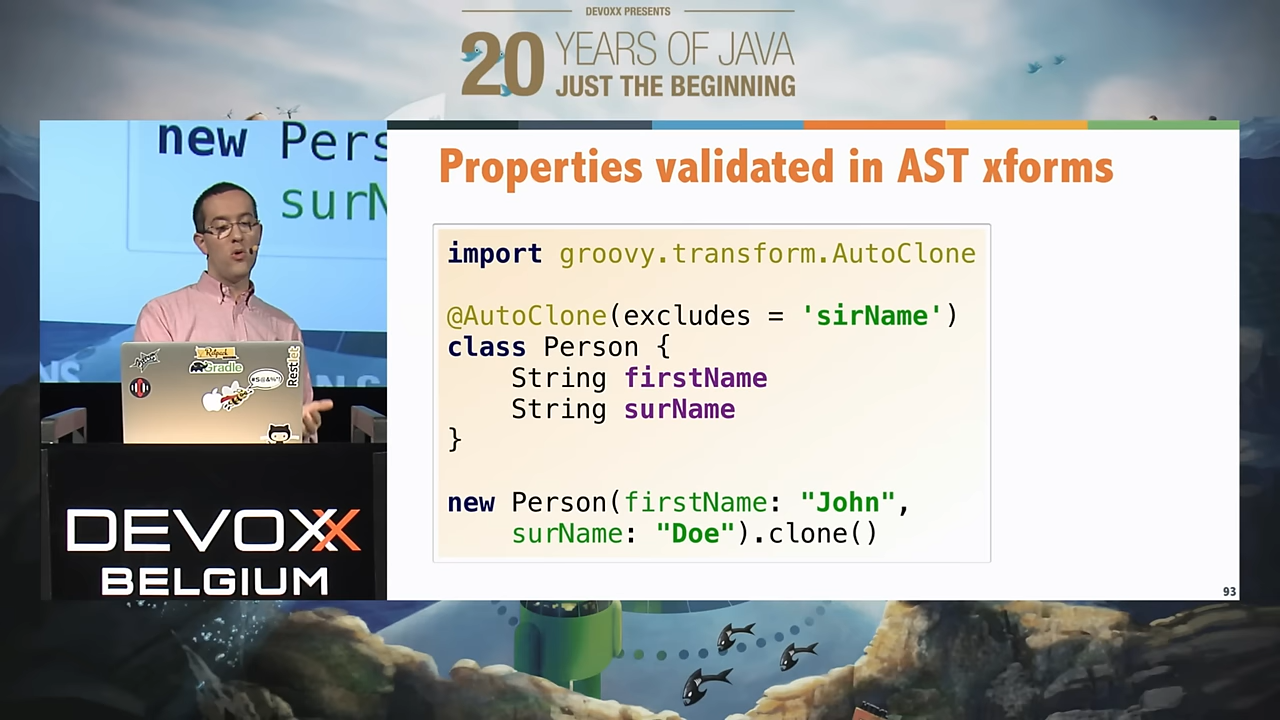 DEVOXX PRESENTS
20 YEARS OF JAVA
JUST THE BEGINNING
new Pers
surN
Ratpack
Gradle
#$@&%*!
Restlet
DEVOXX
BELGIUM
Properties validated in AST xforms
import groovy.transform.AutoClone
@AutoClone(excludes = 'sirName')
class Person {
    String firstName
    String surName
}
new Person(firstName: "John",
    surName: "Doe").clone()
93